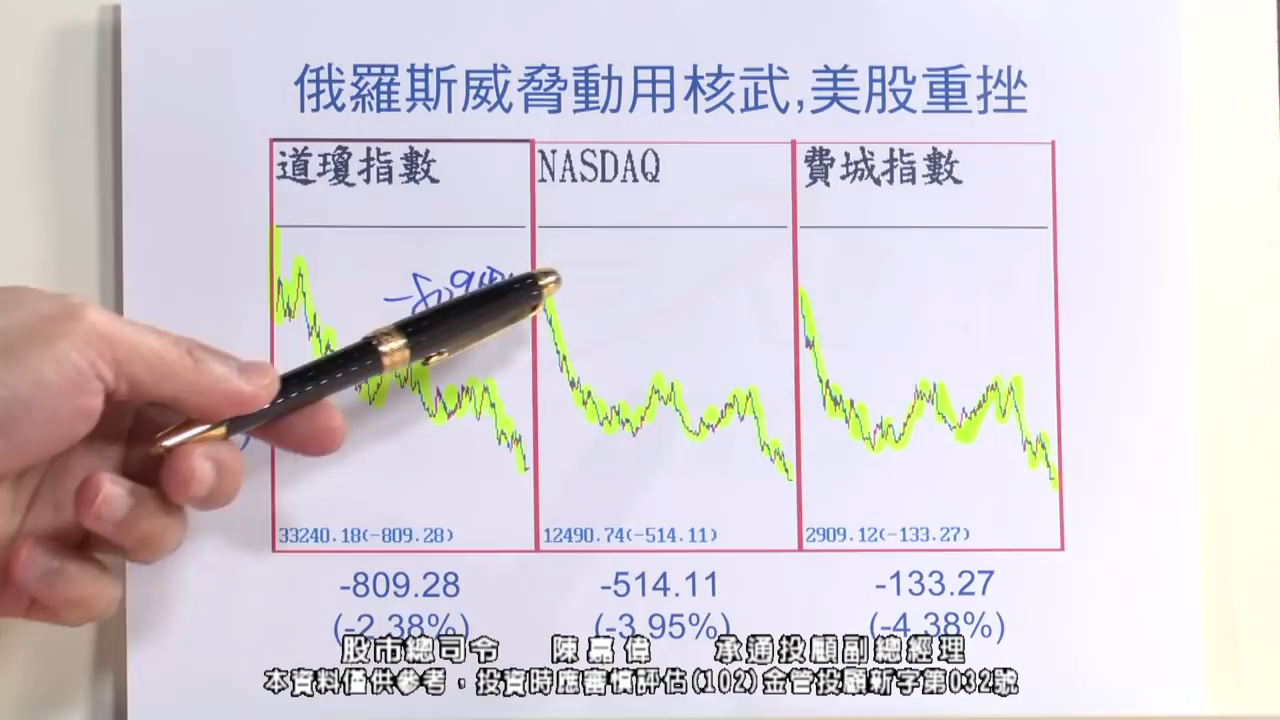 俄羅斯威脅動用核武,美股重挫
道瓊指數 NASDAQ 費城指數
33240.18(-809.28) 12490.74(-514.11) 2909.12(-133.27)
-809.28 -514.11 -133.27
(-2.38%) (-3.95%) (-4.38%)
股市總司令 陳嘉偉 承通投顧副總經理
本資料僅供參考，投資時應審慎評估(102)金管投顧新字第032號